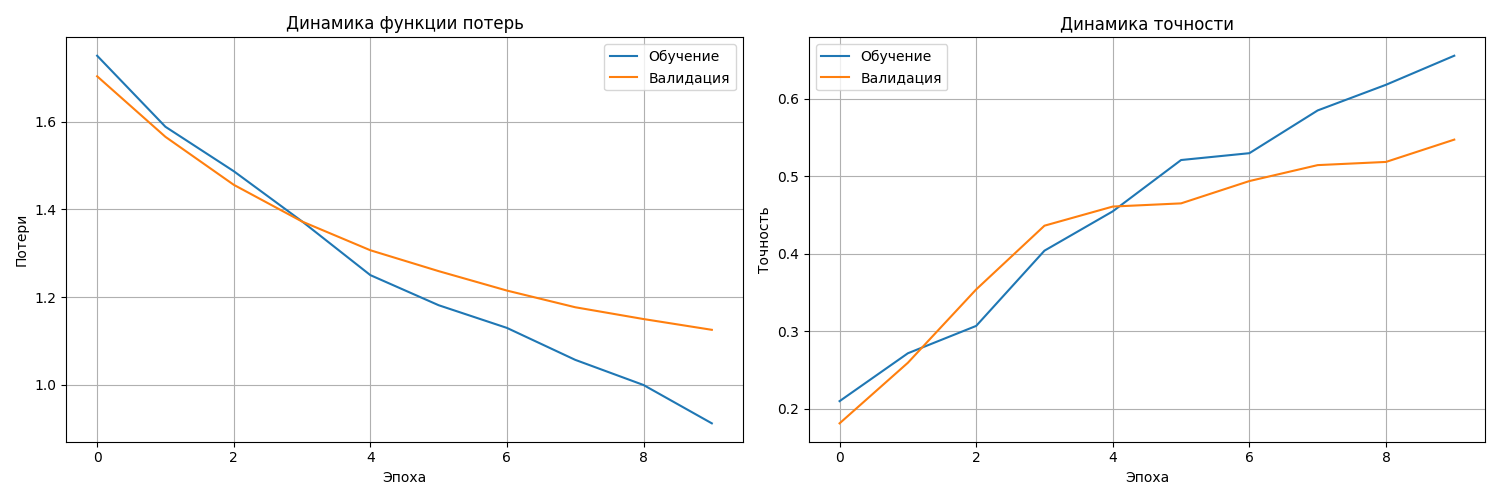 Динамика функции потерь
Обучение
Валидация
1.6
1.4
1.2
1.0
Потери
0 2 4 6 8
Эпоха
Динамика точности
Обучение
Валидация
0.6
0.5
0.4
0.3
0.2
Точность
0 2 4 6 8
Эпоха